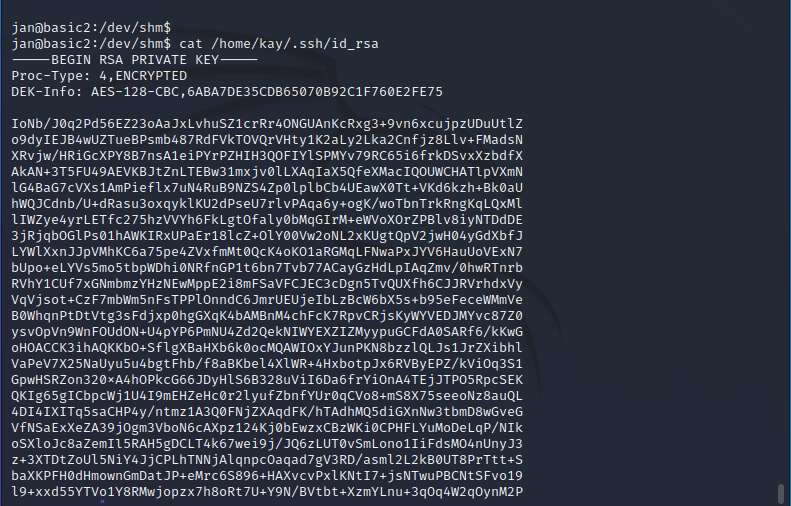 jan@basic2:/dev/shm$
jan@basic2:/dev/shm$ cat /home/kay/.ssh/id_rsa
-----BEGIN RSA PRIVATE KEY-----
Proc-Type: 4,ENCRYPTED
DEK-Info: AES-128-CBC,6ABA7DE35CDB65070B92C1F760E2FE75
IoNb/J0q2Pd56EZ23oAaJxLvhuSZ1crRr4ONGUAnKcRxg3+9vn6xcujpzUDuUtlZ
o9dyIEJB4wUZTueBPsmb487RdFVkTOVQrVHty1K2aLy2Lka2Cnfjz8Llv+FMadsN
XRvjw/HRiGcXPY8B7nsA1eiPYrPZHIH3QOFIYlSPMYv79RC65i6frkDSvxXzbdfX
AkAN+3T5FU49AEVKBJtZnLTEBw31mxjv0lLXAqIaX5QfeXMacIQOUWCHATlpVXmN
lG4BaG7cVXs1AmPieflx7uN4RuB9NZS4Zp0lplbCb4UEawX0Tt+VKd6kzh+Bk0aU
hWQJCdnb/U+dRasu3oxqyklKU2dPseU7rlvPAqa6y+ogK/woTbnTrkRngKqLQxMl
lIWZye4yrLETfc275hzVVYh6FkLgtOfaly0bMqGIrM+eWVoXOrZPBlv8iyNTDdDE
3jRjqbOGlPs01hAWKIRxUPaEr18lcZ+OlY00Vw2oNL2xKUgtQpV2jwH04yGdXbfJ
LYWlXxnJJpVMhKC6a75pe4ZVxfmMt0QcK4oKO1aRGMqLFNwaPxJYV6HauUoVExN7
bUpo+eLYVs5mo5tbpWDhi0NRfnGP1t6bn7Tvb77ACayGzHdLpIAqZmv/0hwRTnrb
RVhY1CUf7xGNmbmzYHzNEwMppE2i8mFSaVFCJEC3cDgn5TvQUXfh6CJJRVrhdxVy
VqVjsot+CzF7mbWm5nFsTPPlOnndC6JmrUEUjeIbLzBcW6bX5s+b95eFeceWMmVe
B0WhqnPtDtVtg3sFdjxp0hgGXqK4bAMBnM4chFcK7RpvCRjsKyWYVEDJMYvc87Z0
ysvOpVn9WnFOUdON+U4pYP6PmNU4Zd2QekNIWYEXZIZMyypuGCFdA0SARf6/kKwG
oHOACCK3ihAQKKbO+SflgXBaHXb6k0ocMQAWIOxYJunPKN8bzzlQLJs1JrZXibhl
VaPeV7X25NaUyu5u4bgtFhb/f8aBKbel4XlWR+4HxbotpJx6RVByEPZ/kViOq3S1
GpwHSRZon320×A4hOPkcG66JDyHlS6B328uViI6Da6frYiOnA4TEjJTPO5RpcSEK
QKIg65gICbpcWj1U4I9mEHZeHc0r2lyufZbnfYUr0qCVo8+mS8X75seeoNz8auQL
4DI4IXITq5saCHP4y/ntmz1A3Q0FNjZXAqdFK/hTAdhMQ5diGXnNw3tbmD8wGveG
VfNSaExXeZA39jOgm3VboN6cAXpz124Kj0bEwzxCBzWKi0CPHFLYuMoDeLqP/NIk
oSXloJc8aZemIl5RAH5gDCLT4k67wei9j/JQ6zLUT0vSmLono1IiFdsMO4nUnyJ3
z+3XTDtZoUl5NiY4JjCPLhTNNjAlqnpcOaqad7gV3RD/asml2L2kB0UT8PrTtt+S
baXKPFH0dHmownGmDatJP+eMrc6S896+HAXvcvPxlKNtI7+jsNTwuPBCNtSFvo19
l9+xxd55YTVo1Y8RMwjopzx7h8oRt7U+Y9N/BVtbt+XzmYLnu+3qOq4W2qOynM2P